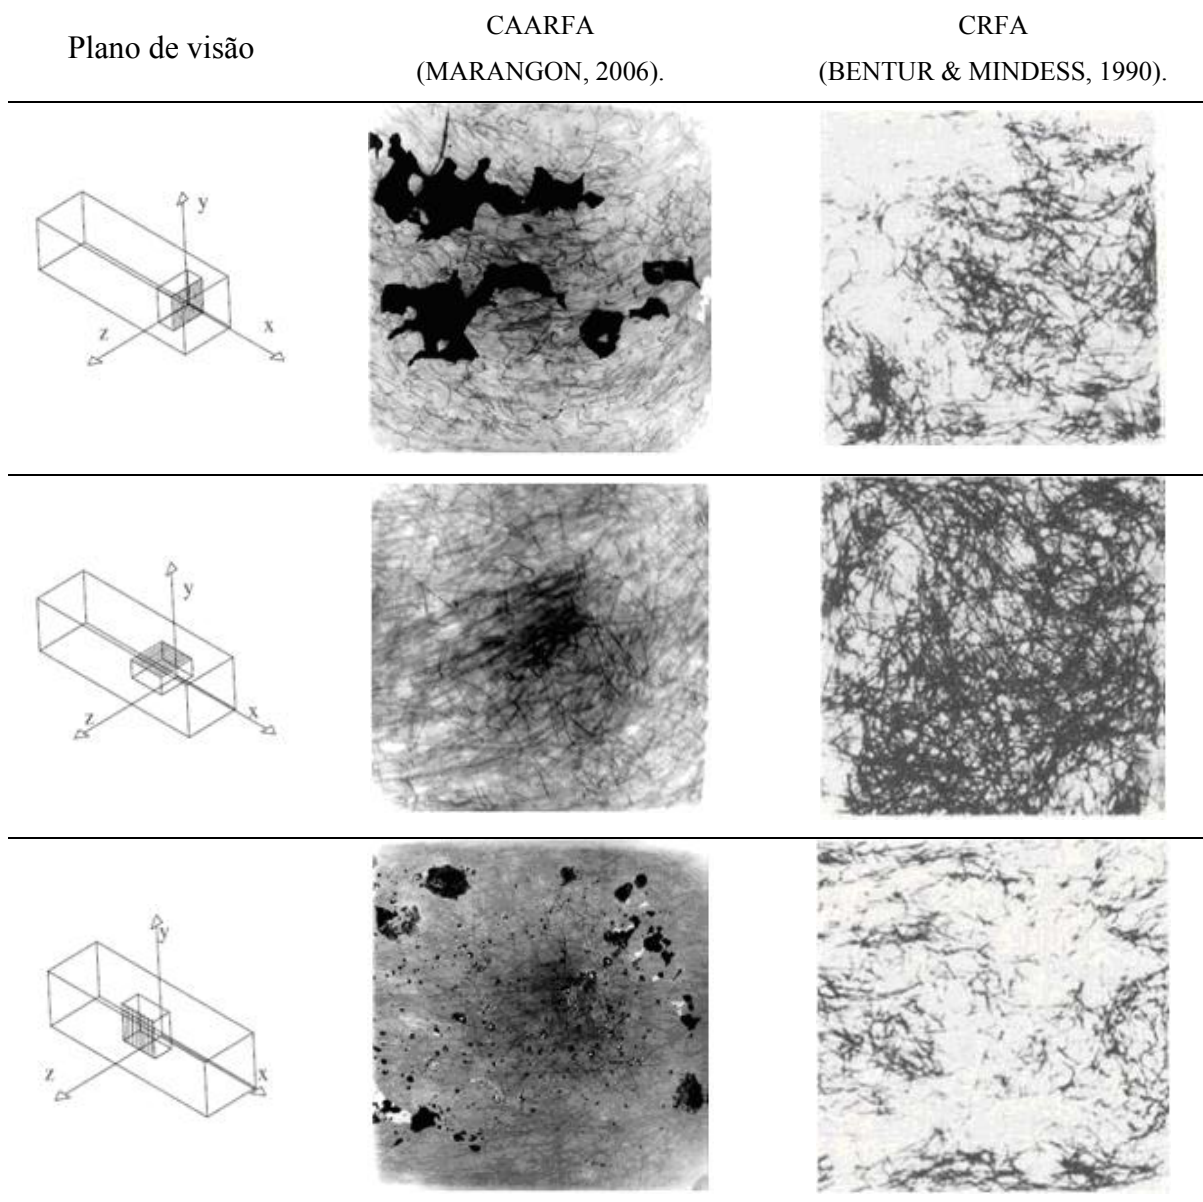 Plano de visão
CAARFA
(MARANGON, 2006).
CRFA
(BENTUR & MINDESS, 1990).
y
z
x
y
z
x
y
z
x